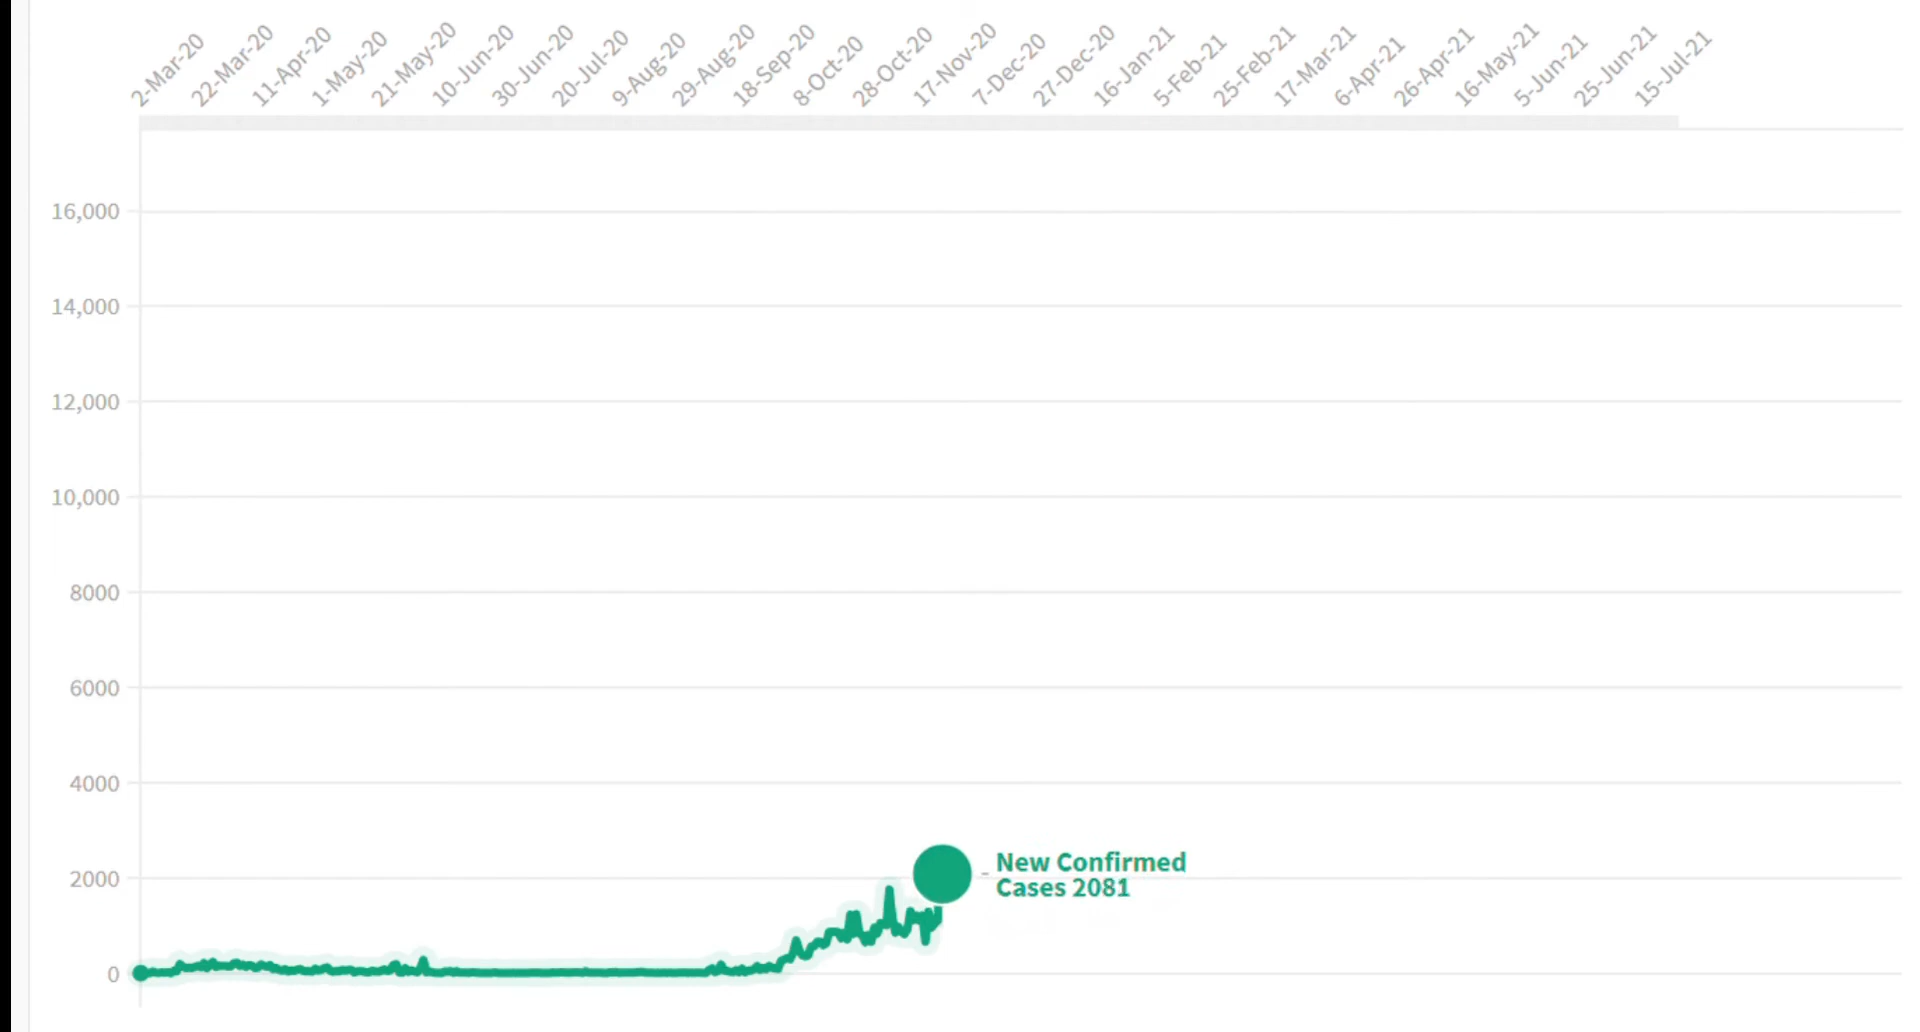 2-Mar-20
22-Mar-20
11-Apr-20
1-May-20
21-May-20
10-Jun-20
30-Jun-20
20-Jul-20
9-Aug-20
29-Aug-20
18-Sep-20
8-Oct-20
28-Oct-20
17-Nov-20
7-Dec-20
27-Dec-20
16-Jan-21
5-Feb-21
25-Feb-21
17-Mar-21
6-Apr-21
26-Apr-21
16-May-21
5-Jun-21
25-Jun-21
15-Jul-21
16,000
14,000
12,000
10,000
8000
6000
4000
2000
0
New Confirmed
Cases 2081